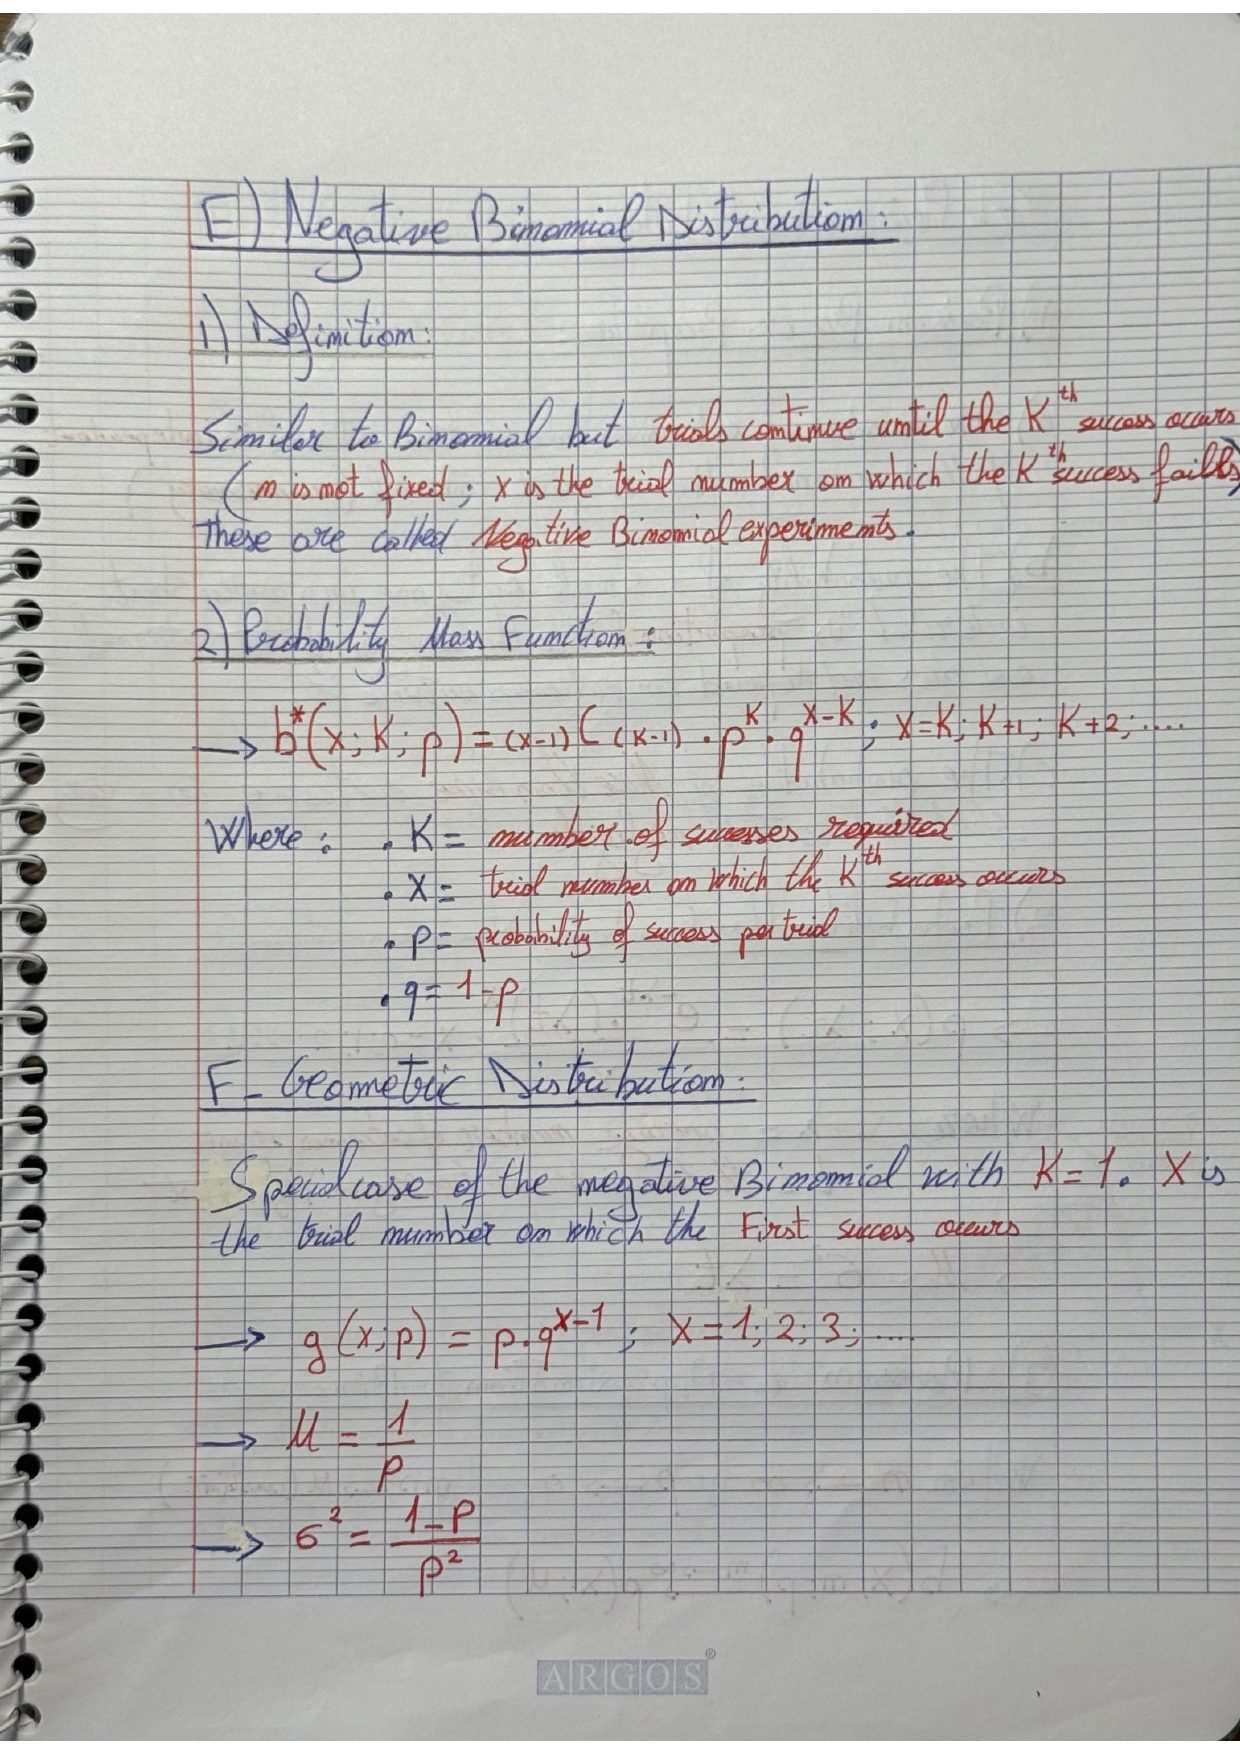 E) Negative Binomial Distribution:
1) Definition:
Similar to Binomial but trials continue until the K^th success occurs
(n is not fixed; x is the trial number on which the K^th success faills)
These are called Negative Binomial experiments.
2) Probability Mass Function:
→ b*(x; K; p) = (x-1) C (K-1) . p^K . q^x-K ; x=K; K+1; K+2; ....
Where: . K = number of successes required
. X = trial number on which the K^th success occurs
. p = probability of success per trial
. q = 1-p
F_ Geometric Distribution:
Special case of the negative Binomial with K=1. X is
the trial number on which the First success occurs
→ g(x;p) = p.q^x-1 ; X = 1; 2; 3; ....
→ μ = 1/p
→ σ² = 1-p/p²
ARGOS®